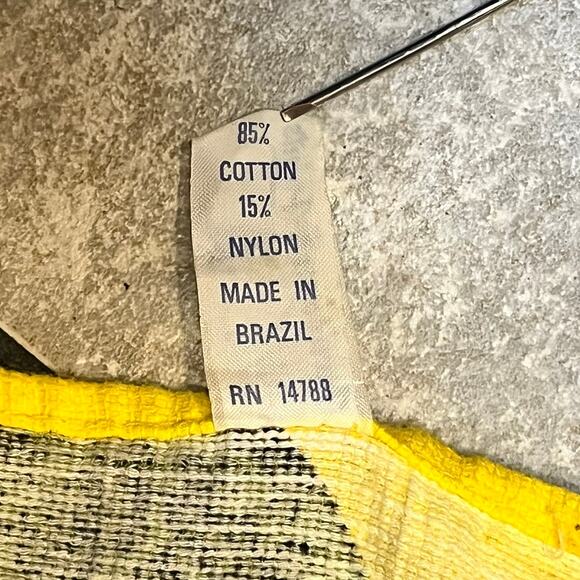 85%
COTTON
15%
NYLON
MADE IN
BRAZIL
RN 14788